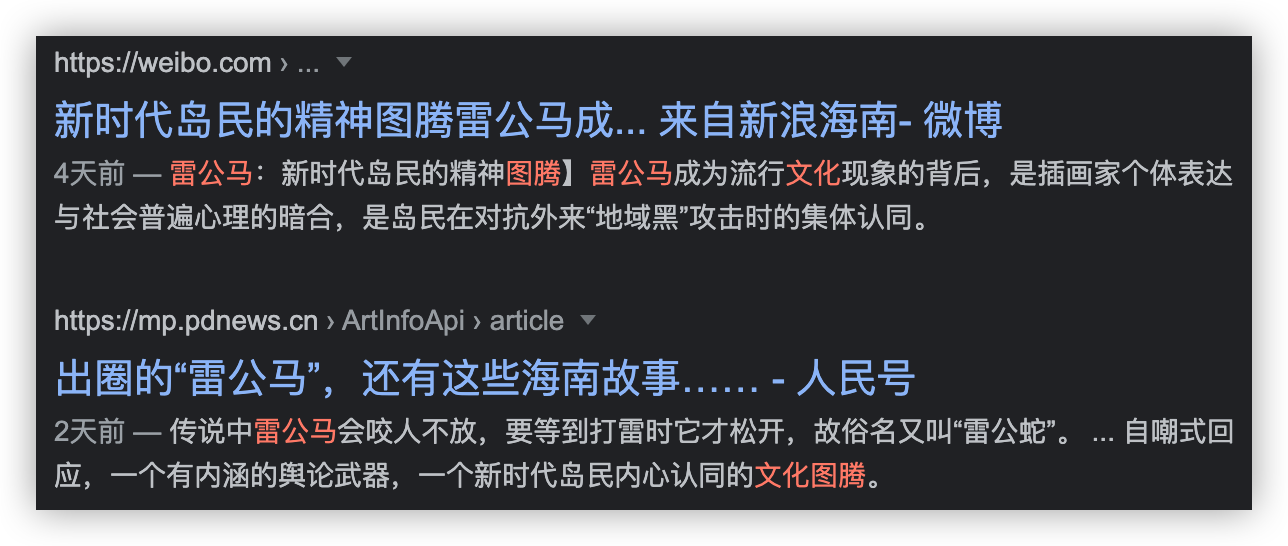 https://weibo.com › ...
新时代岛民的精神图腾雷公马成... 来自新浪海南- 微博
4天前 — 雷公马：新时代岛民的精神图腾】雷公马成为流行文化现象的背后，是插画家个体表达
与社会普遍心理的暗合，是岛民在对抗外来“地域黑”攻击时的集体认同。
https://mp.pdnews.cn › ArtInfoApi › article
出圈的“雷公马”，还有这些海南故事…… - 人民号
2天前 — 传说中雷公马会咬人不放，要等到打雷时它才松开，故俗名又叫“雷公蛇”。 ... 自嘲式回
应，一个有内涵的舆论武器，一个新时代岛民内心认同的文化图腾。